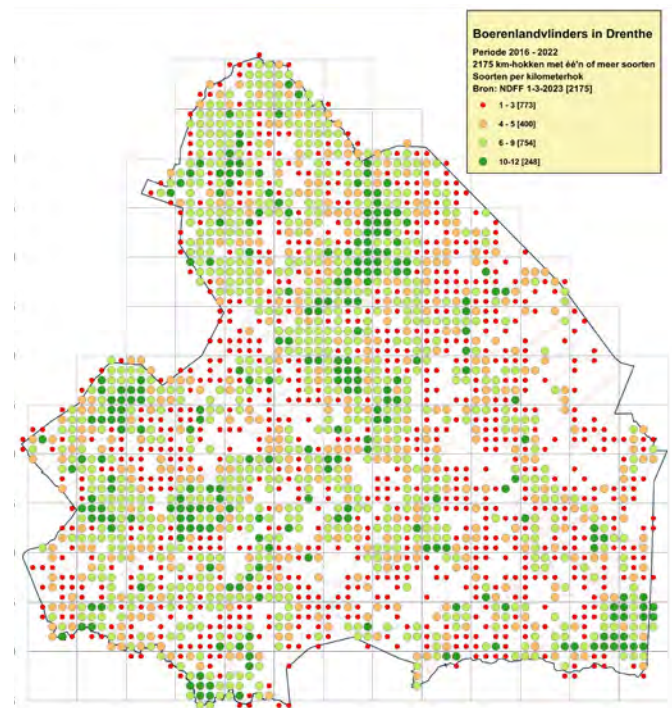 Boerenlandvlinders in Drenthe
Periode 2016 - 2022
2175 km-hokken met éé'n of meer soorten
Soorten per kilometerhok
Bron: NDFF 1-3-2023 [2175]
1 - 3 [773]
4 - 5 [400]
6 - 9 [754]
10-12 [248]